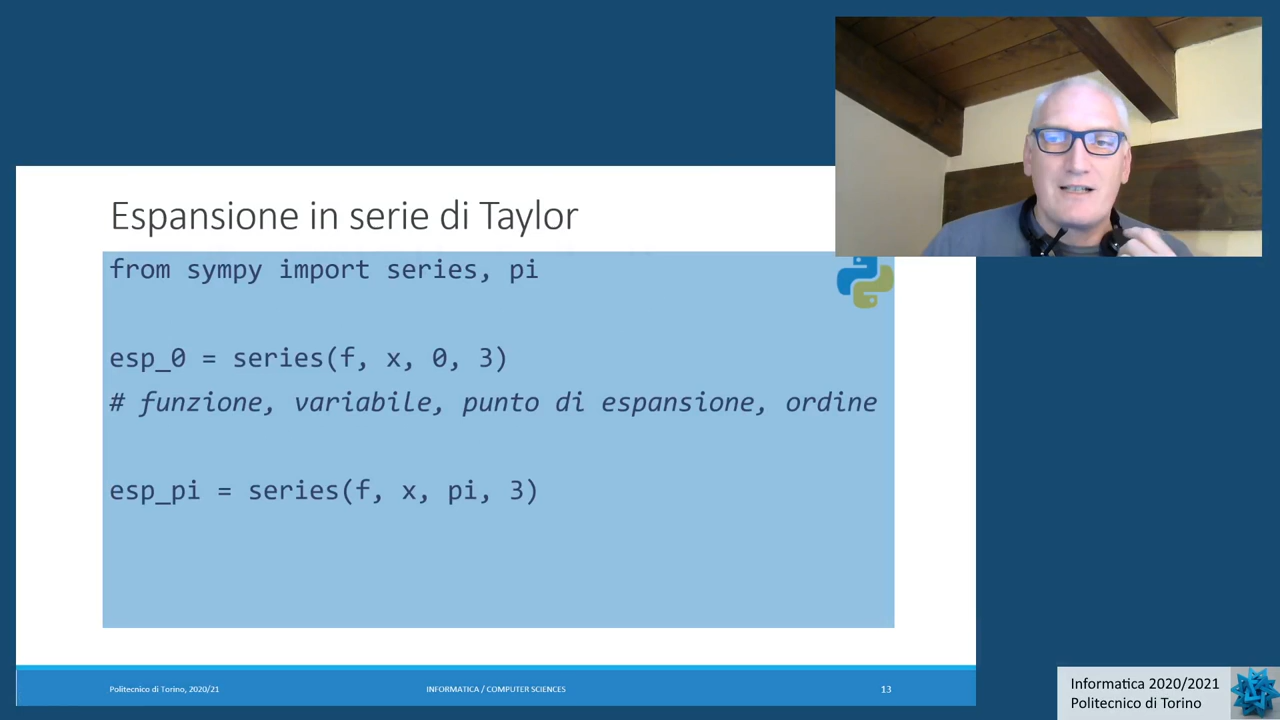 Espansione in serie di Taylor
from sympy import series, pi
esp_0 = series(f, x, 0, 3)
# funzione, variabile, punto di espansione, ordine
esp_pi = series(f, x, pi, 3)
Politecnico di Torino, 2020/21
INFORMATICA / COMPUTER SCIENCES
13
Informatica 2020/2021
Politecnico di Torino